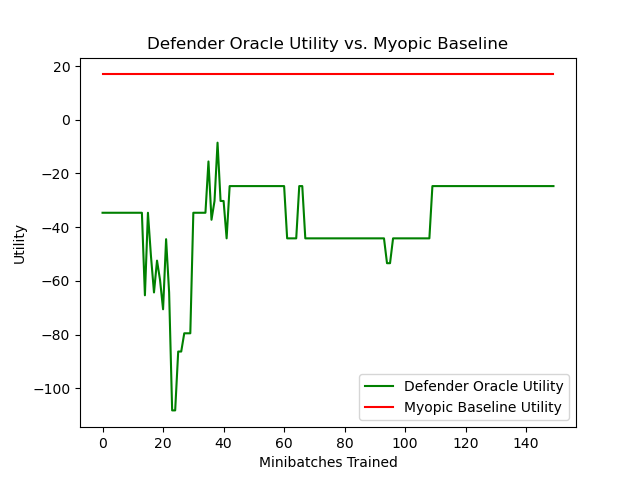 Defender Oracle Utility vs. Myopic Baseline
20
0
−20
−40
−60
−80
−100
Utility
0 20 40 60 80 100 120 140
Minibatches Trained
Defender Oracle Utility
Myopic Baseline Utility